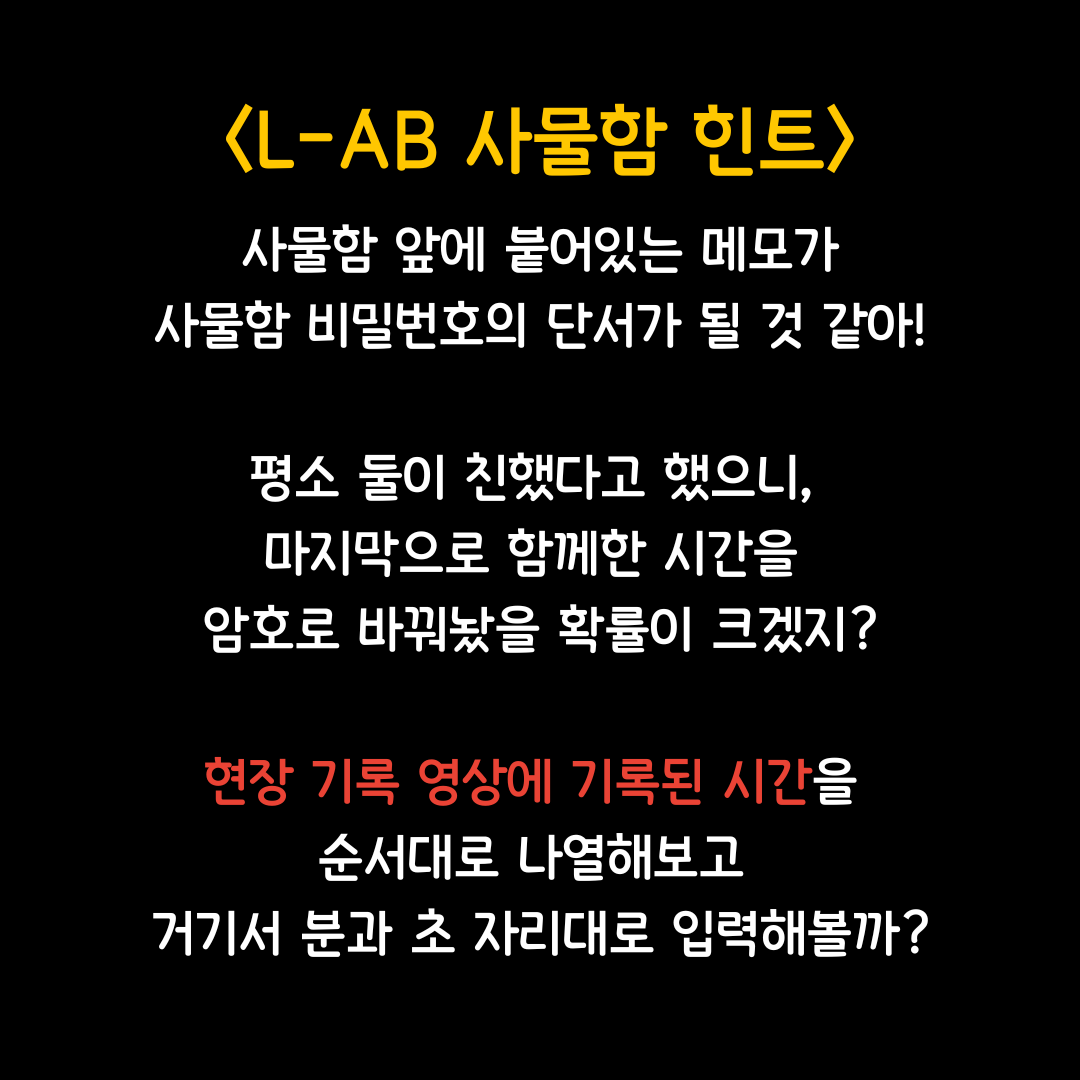 <L-AB 사물함 힌트>
사물함 앞에 붙어있는 메모가
사물함 비밀번호의 단서가 될 것 같아!
평소 둘이 친했다고 했으니,
마지막으로 함께한 시간을
암호로 바꿔놨을 확률이 크겠지?
현장 기록 영상에 기록된 시간을
순서대로 나열해보고
거기서 분과 초 자리대로 입력해볼까?